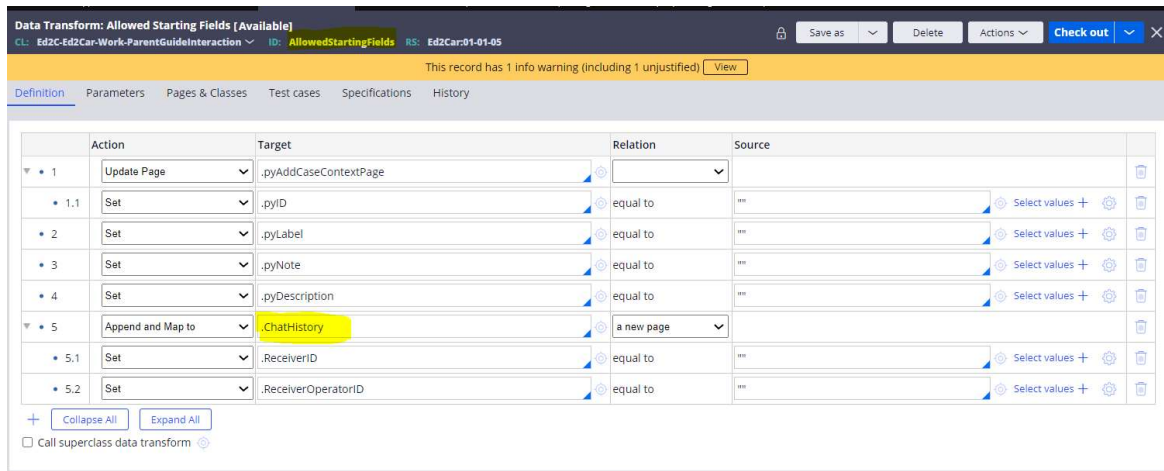 Data Transform: Allowed Starting Fields [Available]
CL: Ed2C-Ed2Car-Work-ParentGuideInteraction ID: AllowedStartingFields RS: Ed2Car:01-01-05
Save as Delete Actions Check out
This record has 1 info warning (including 1 unjustified) View
Definition Parameters Pages & Classes Test cases Specifications History
Action Target Relation Source
1 Update Page .pyAddCaseContextPage
1.1 Set .pyID equal to "" Select values +
2 Set .pyLabel equal to "" Select values +
3 Set .pyNote equal to "" Select values +
4 Set .pyDescription equal to "" Select values +
5 Append and Map to .ChatHistory a new page
5.1 Set .ReceiverID equal to "" Select values +
5.2 Set .ReceiverOperatorID equal to "" Select values +
+ Collapse All Expand All
Call superclass data transform